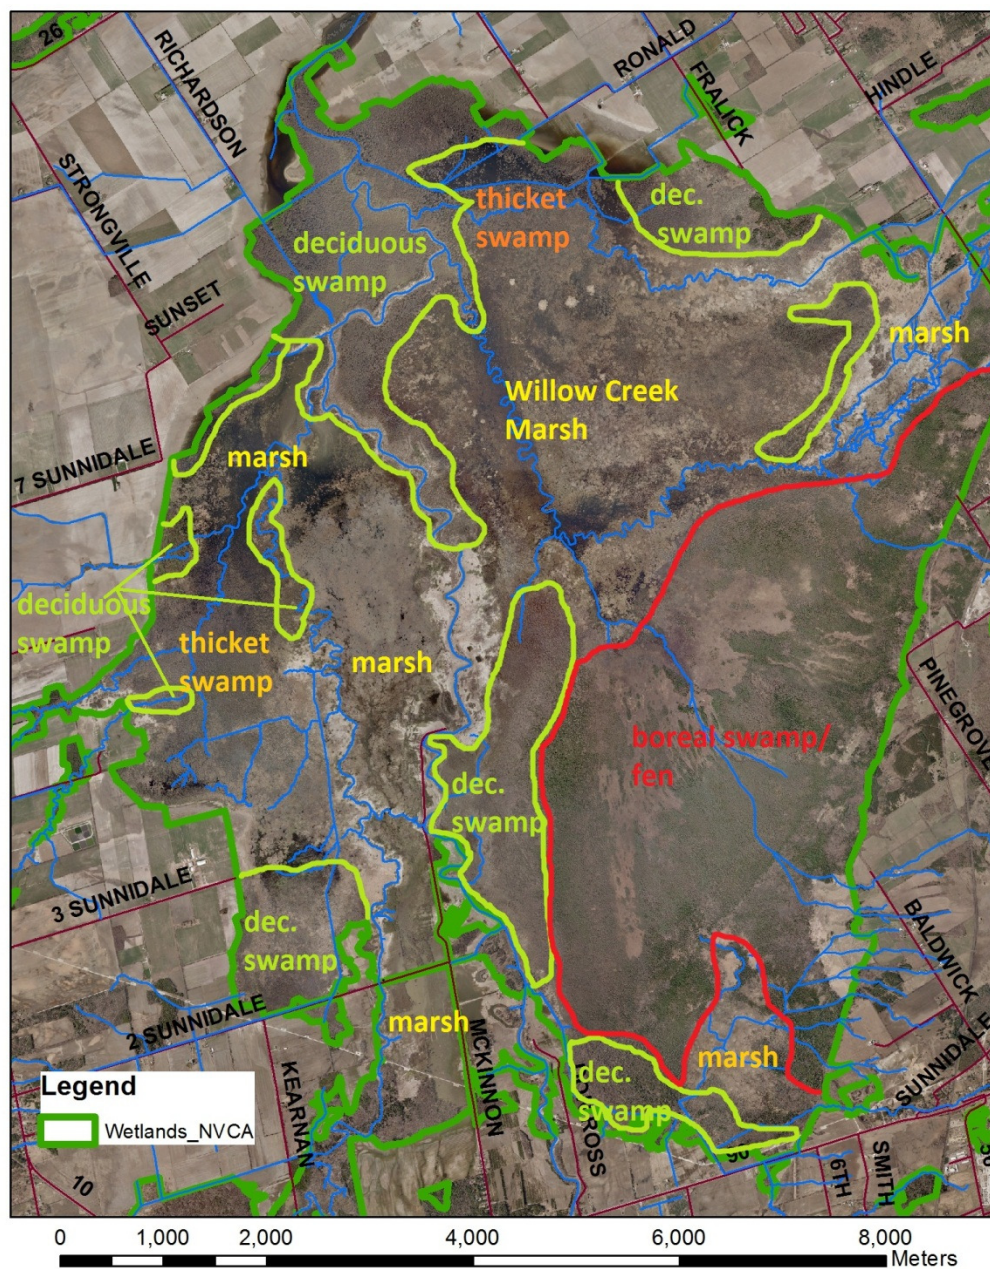 26
RICHARDSON
RONALD
FRALICK
HINDLE
STRONGVILLE
SUNSET
thicket
swamp
dec.
swamp
deciduous
swamp
marsh
Willow Creek
Marsh
7 SUNNIDALE
marsh
deciduous
swamp
thicket
swamp
marsh
PINEGROVE
boreal swamp/
fen
dec.
swamp
3 SUNNIDALE
dec.
swamp
BALDWICK
2 SUNNIDALE
marsh
MCKINNON
KEARNAN
SUNNIDALE
marsh
dec.
swamp
ROSS
90
6TH
SMITH
10
Legend
Wetlands_NVCA
0 1,000 2,000 4,000 6,000 8,000
Meters